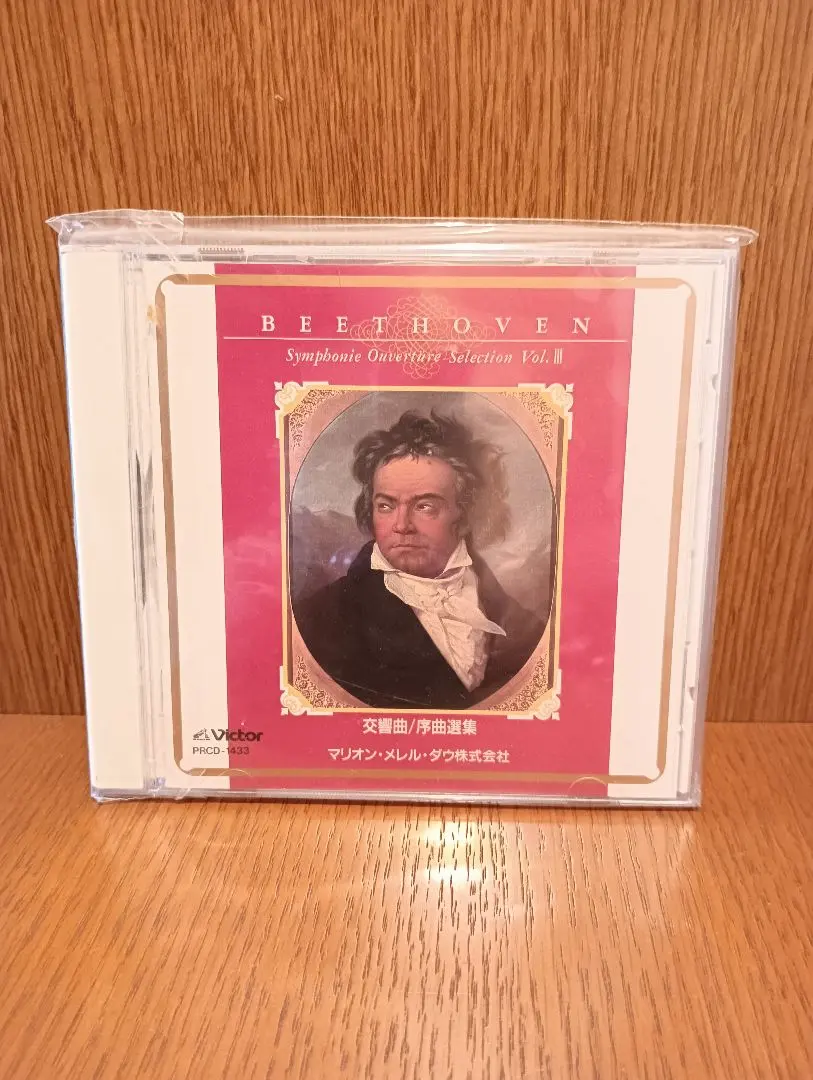 BEETHOVEN
Symphonie Ouvertüre Selection Vol. Ⅲ
交響曲/序曲選集
マリオン・メレル・ダウ株式会社
Victor
PRCD-1433